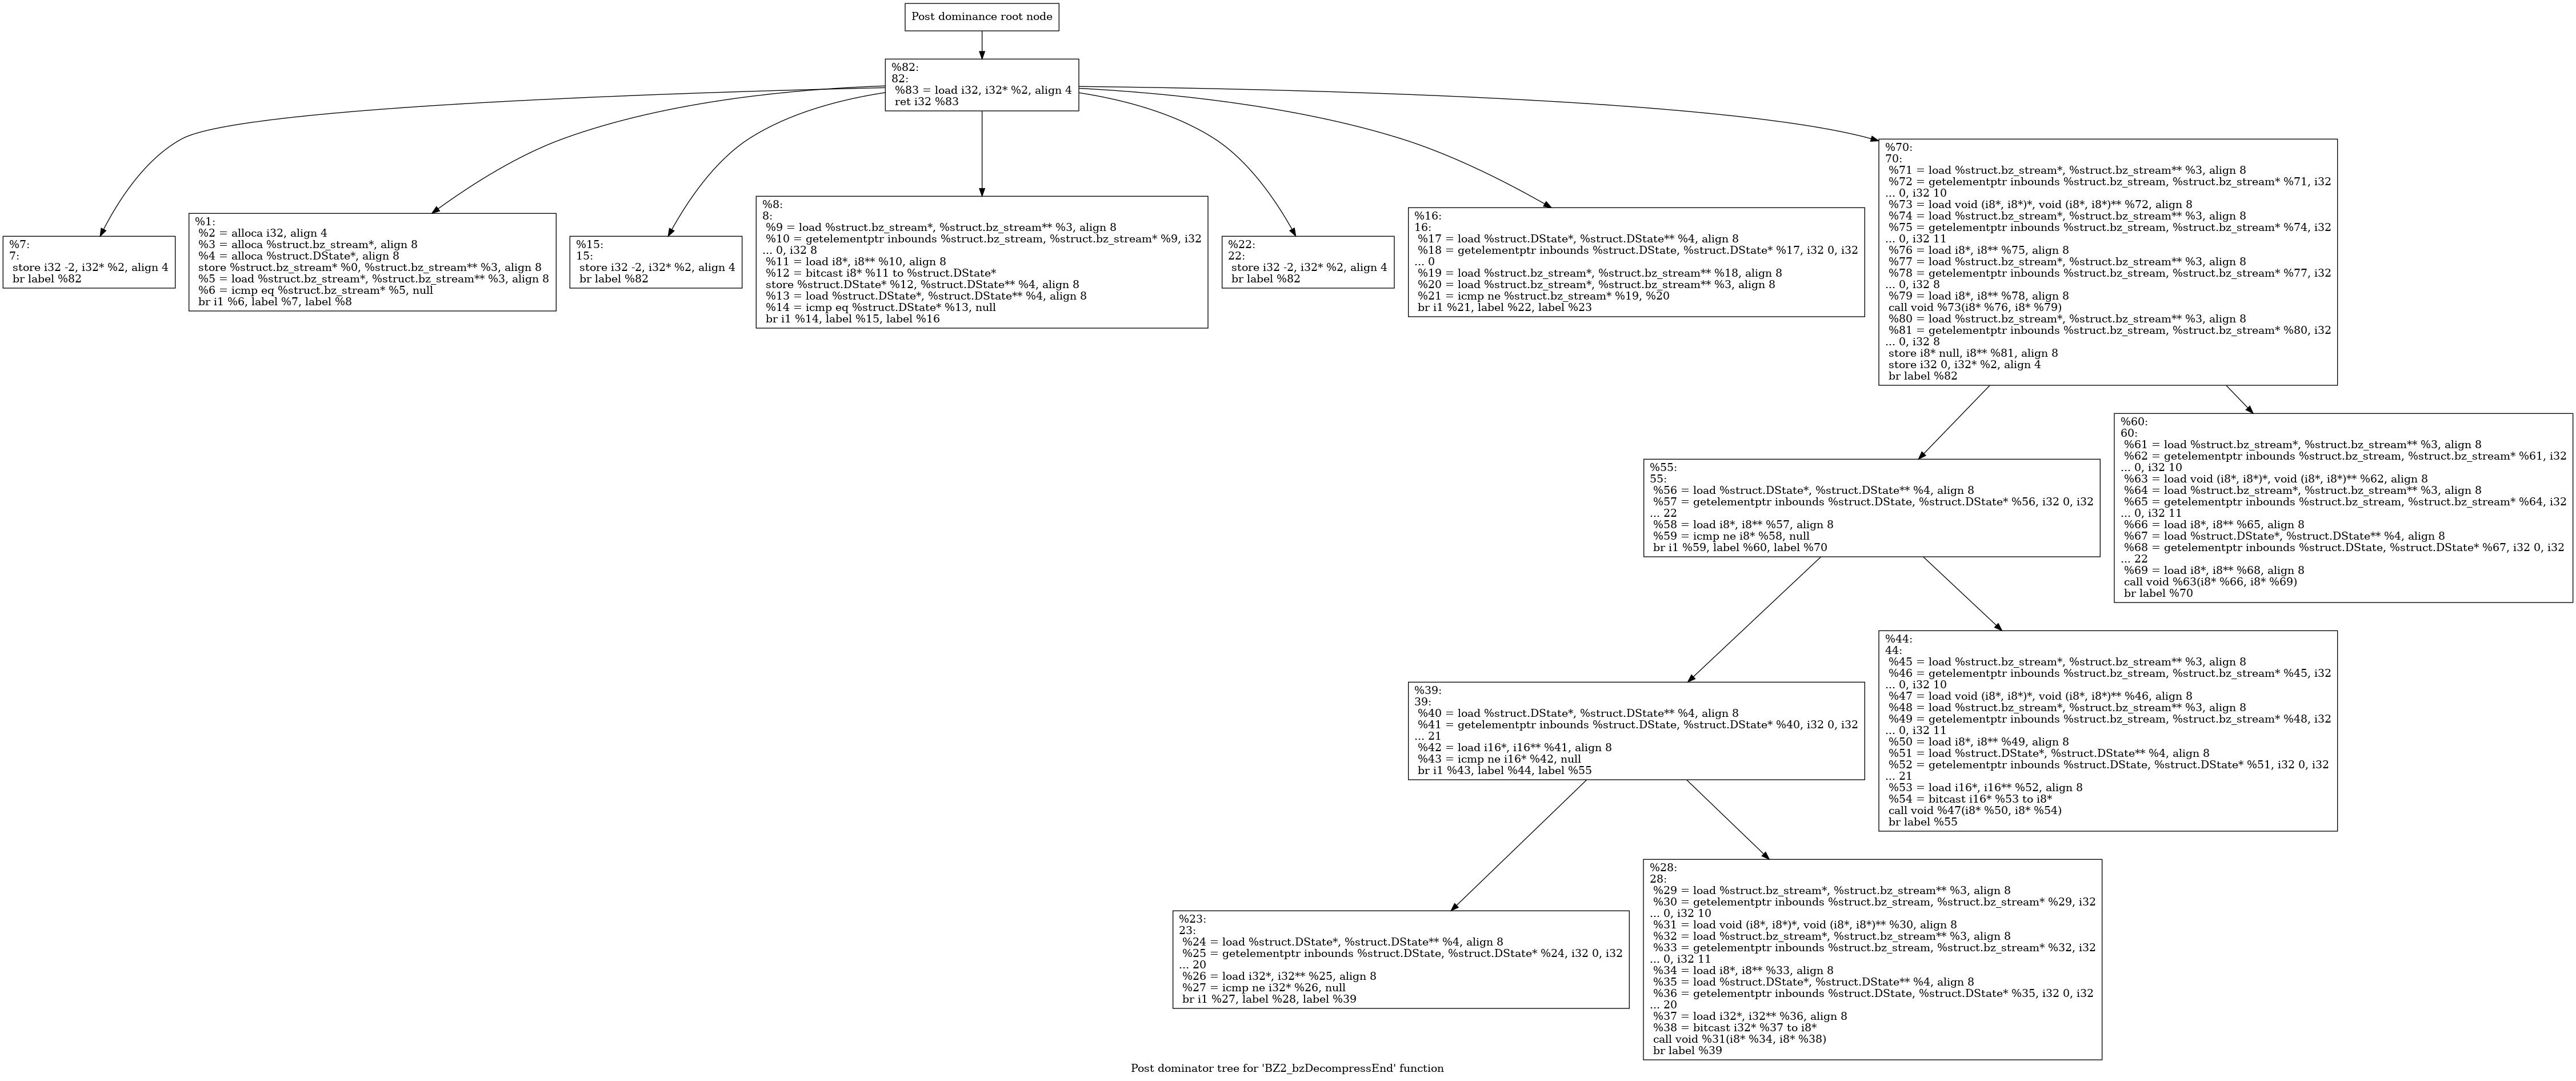 Post dominance root node
%82:
82:
%83 = load i32, i32* %2, align 4
ret i32 %83
%7:
7:
store i32 -2, i32* %2, align 4
br label %82
%1:
%2 = alloca i32, align 4
%3 = alloca %struct.bz_stream*, align 8
%4 = alloca %struct.DState*, align 8
store %struct.bz_stream* %0, %struct.bz_stream** %3, align 8
%5 = load %struct.bz_stream*, %struct.bz_stream** %3, align 8
%6 = icmp eq %struct.bz_stream* %5, null
br i1 %6, label %7, label %8
%15:
15:
store i32 -2, i32* %2, align 4
br label %82
%8:
8:
%9 = load %struct.bz_stream*, %struct.bz_stream** %3, align 8
%10 = getelementptr inbounds %struct.bz_stream, %struct.bz_stream* %9, i32
... 0, i32 8
%11 = load i8*, i8** %10, align 8
%12 = bitcast i8* %11 to %struct.DState*
store %struct.DState* %12, %struct.DState** %4, align 8
%13 = load %struct.DState*, %struct.DState** %4, align 8
%14 = icmp eq %struct.DState* %13, null
br i1 %14, label %15, label %16
%22:
22:
store i32 -2, i32* %2, align 4
br label %82
%16:
16:
%17 = load %struct.DState*, %struct.DState** %4, align 8
%18 = getelementptr inbounds %struct.DState, %struct.DState* %17, i32 0, i32
... 0
%19 = load %struct.bz_stream*, %struct.bz_stream** %18, align 8
%20 = load %struct.bz_stream*, %struct.bz_stream** %3, align 8
%21 = icmp ne %struct.bz_stream* %19, %20
br i1 %21, label %22, label %23
%70:
70:
%71 = load %struct.bz_stream*, %struct.bz_stream** %3, align 8
%72 = getelementptr inbounds %struct.bz_stream, %struct.bz_stream* %71, i32
... 0, i32 10
%73 = load void (i8*, i8*)*, void (i8*, i8*)** %72, align 8
%74 = load %struct.bz_stream*, %struct.bz_stream** %3, align 8
%75 = getelementptr inbounds %struct.bz_stream, %struct.bz_stream* %74, i32
... 0, i32 11
%76 = load i8*, i8** %75, align 8
%77 = load %struct.bz_stream*, %struct.bz_stream** %3, align 8
%78 = getelementptr inbounds %struct.bz_stream, %struct.bz_stream* %77, i32
... 0, i32 8
%79 = load i8*, i8** %78, align 8
call void %73(i8* %76, i8* %79)
%80 = load %struct.bz_stream*, %struct.bz_stream** %3, align 8
%81 = getelementptr inbounds %struct.bz_stream, %struct.bz_stream* %80, i32
... 0, i32 8
store i8* null, i8** %81, align 8
store i32 0, i32* %2, align 4
br label %82
%55:
55:
%56 = load %struct.DState*, %struct.DState** %4, align 8
%57 = getelementptr inbounds %struct.DState, %struct.DState* %56, i32 0, i32
... 22
%58 = load i8*, i8** %57, align 8
%59 = icmp ne i8* %58, null
br i1 %59, label %60, label %70
%60:
60:
%61 = load %struct.bz_stream*, %struct.bz_stream** %3, align 8
%62 = getelementptr inbounds %struct.bz_stream, %struct.bz_stream* %61, i32
... 0, i32 10
%63 = load void (i8*, i8*)*, void (i8*, i8*)** %62, align 8
%64 = load %struct.bz_stream*, %struct.bz_stream** %3, align 8
%65 = getelementptr inbounds %struct.bz_stream, %struct.bz_stream* %64, i32
... 0, i32 11
%66 = load i8*, i8** %65, align 8
%67 = load %struct.DState*, %struct.DState** %4, align 8
%68 = getelementptr inbounds %struct.DState, %struct.DState* %67, i32 0, i32
... 22
%69 = load i8*, i8** %68, align 8
call void %63(i8* %66, i8* %69)
br label %70
%39:
39:
%40 = load %struct.DState*, %struct.DState** %4, align 8
%41 = getelementptr inbounds %struct.DState, %struct.DState* %40, i32 0, i32
... 21
%42 = load i16*, i16** %41, align 8
%43 = icmp ne i16* %42, null
br i1 %43, label %44, label %55
%44:
44:
%45 = load %struct.bz_stream*, %struct.bz_stream** %3, align 8
%46 = getelementptr inbounds %struct.bz_stream, %struct.bz_stream* %45, i32
... 0, i32 10
%47 = load void (i8*, i8*)*, void (i8*, i8*)** %46, align 8
%48 = load %struct.bz_stream*, %struct.bz_stream** %3, align 8
%49 = getelementptr inbounds %struct.bz_stream, %struct.bz_stream* %48, i32
... 0, i32 11
%50 = load i8*, i8** %49, align 8
%51 = load %struct.DState*, %struct.DState** %4, align 8
%52 = getelementptr inbounds %struct.DState, %struct.DState* %51, i32 0, i32
... 21
%53 = load i16*, i16** %52, align 8
%54 = bitcast i16* %53 to i8*
call void %47(i8* %50, i8* %54)
br label %55
%23:
23:
%24 = load %struct.DState*, %struct.DState** %4, align 8
%25 = getelementptr inbounds %struct.DState, %struct.DState* %24, i32 0, i32
... 20
%26 = load i32*, i32** %25, align 8
%27 = icmp ne i32* %26, null
br i1 %27, label %28, label %39
%28:
28:
%29 = load %struct.bz_stream*, %struct.bz_stream** %3, align 8
%30 = getelementptr inbounds %struct.bz_stream, %struct.bz_stream* %29, i32
... 0, i32 10
%31 = load void (i8*, i8*)*, void (i8*, i8*)** %30, align 8
%32 = load %struct.bz_stream*, %struct.bz_stream** %3, align 8
%33 = getelementptr inbounds %struct.bz_stream, %struct.bz_stream* %32, i32
... 0, i32 11
%34 = load i8*, i8** %33, align 8
%35 = load %struct.DState*, %struct.DState** %4, align 8
%36 = getelementptr inbounds %struct.DState, %struct.DState* %35, i32 0, i32
... 20
%37 = load i32*, i32** %36, align 8
%38 = bitcast i32* %37 to i8*
call void %31(i8* %34, i8* %38)
br label %39
Post dominator tree for 'BZ2_bzDecompressEnd' function